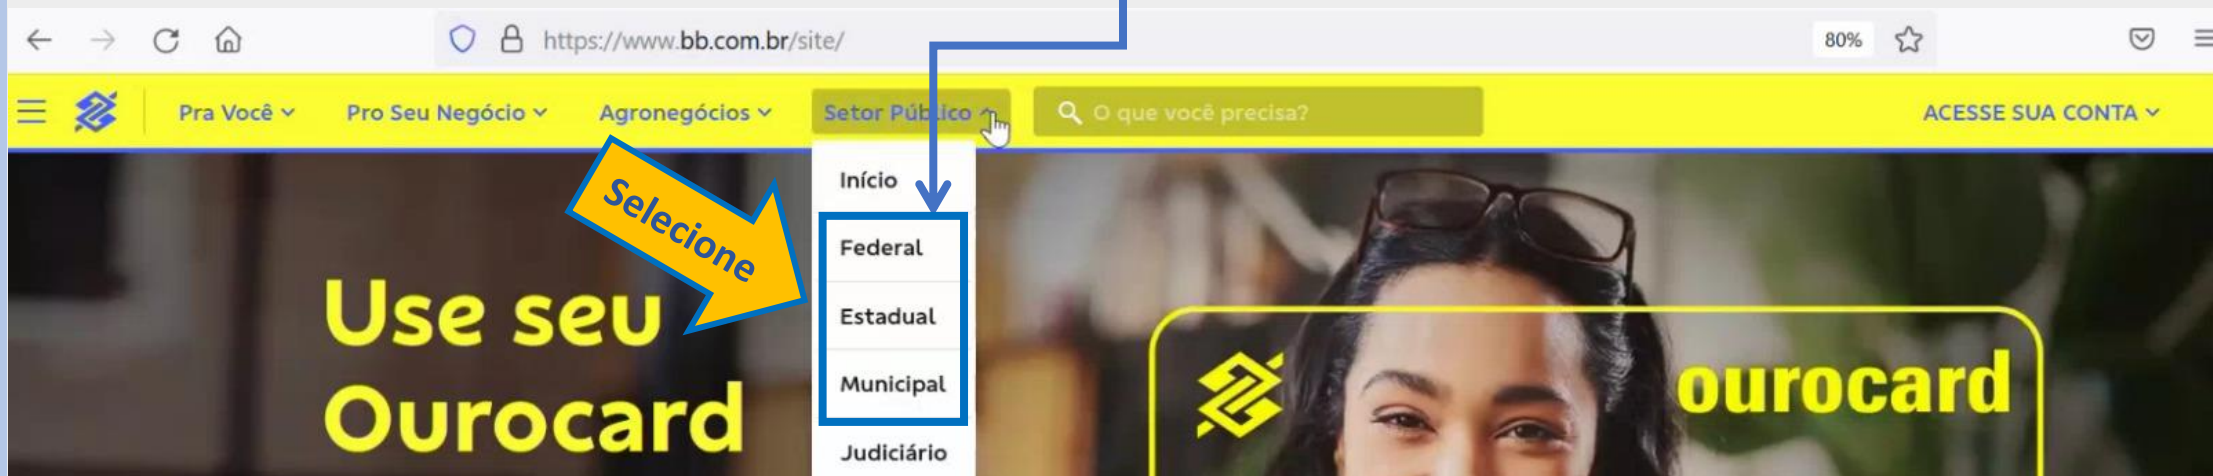 https://www.bb.com.br/site/
80%
Pra Você
Pro Seu Negócio
Agronegócios
Setor Público
O que você precisa?
ACESSE SUA CONTA
Início
Federal
Estadual
Municipal
Judiciário
Selecione
Use seu
Ourocard
ourocard